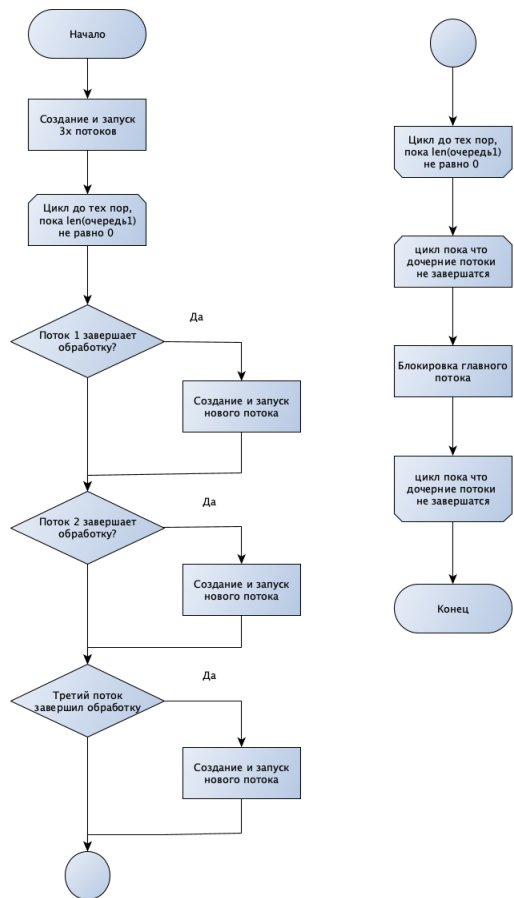 Начало
Создание и запуск
3х потоков
Цикл до тех пор,
пока len(очередь1)
не равно 0
Да
Поток 1 завершает
обработку?
Создание и запуск
нового потока
Да
Поток 2 завершает
обработку?
Создание и запуск
нового потока
Да
Третий поток
завершил обработку
Создание и запуск
нового потока
Цикл до тех пор,
пока len(очередь1)
не равно 0
цикл пока что
дочерние потоки
не завершатся
Блокировка главного
потока
цикл пока что
дочерние потоки
не завершатся
Конец